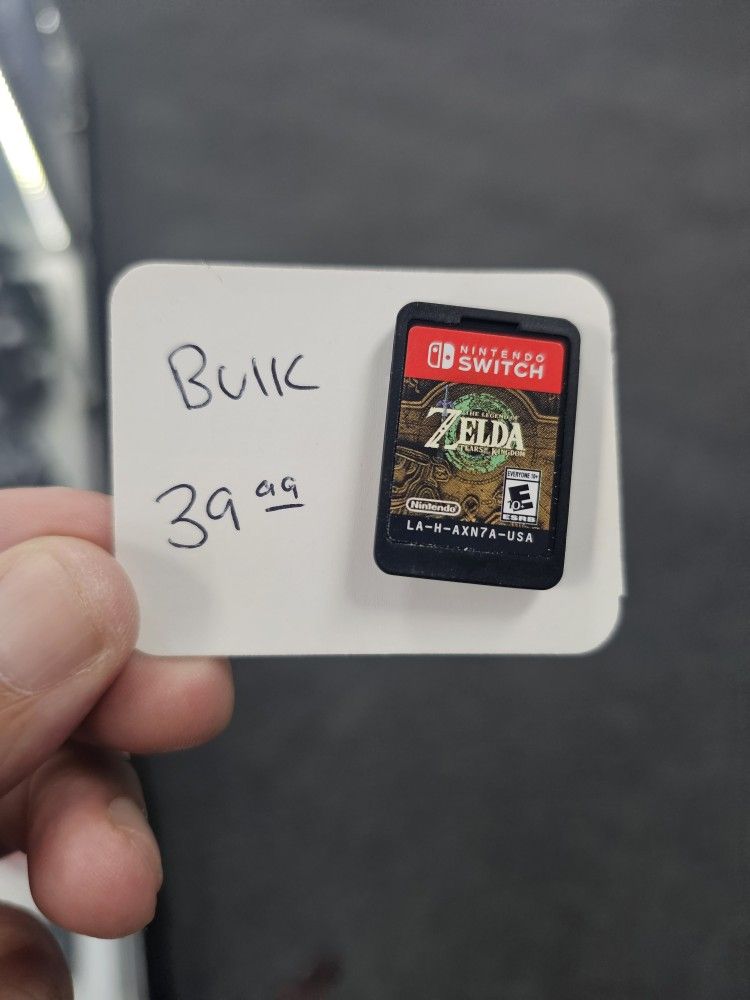 Bulk
39 99
NINTENDO
SWITCH
THE LEGEND OF
ZELDA
TEARS OF THE KINGDOM
EVERYONE 10+
E
10+
ESRB
Nintendo
LA-H-AXN7A-USA